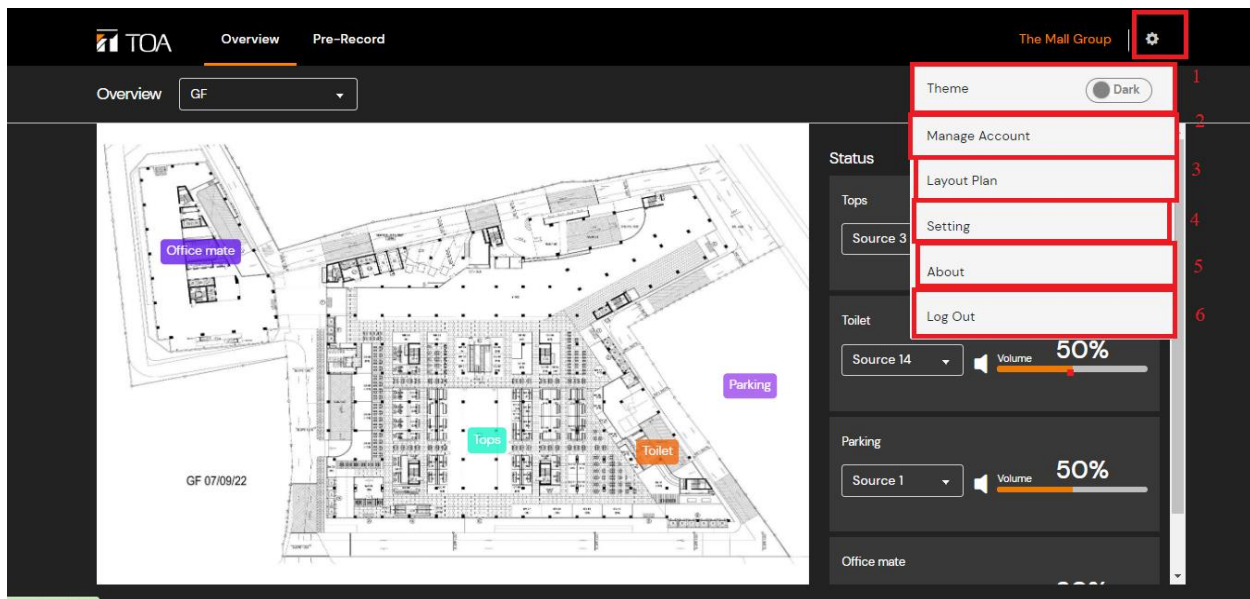 TOA
Overview
Pre-Record
The Mall Group
Overview
GF
Theme
Dark
1
2
Manage Account
3
Layout Plan
4
Setting
5
About
6
Log Out
Status
Tops
Source 3
Toilet
Source 14
Volume
50%
Parking
Source 1
Volume
50%
Office mate
Office mate
Parking
Tops
Toilet
GF 07/09/22